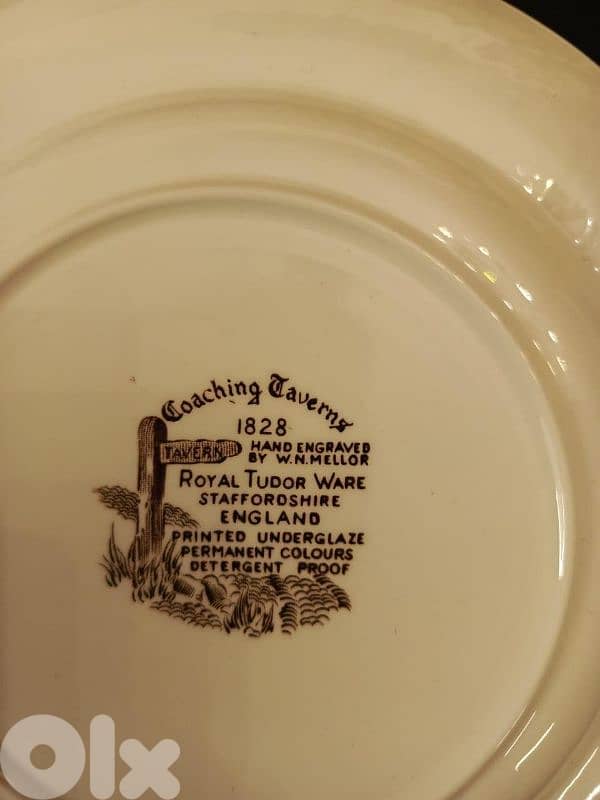 Coaching Taverns
1828
TAVERN
HAND ENGRAVED
BY W.N.MELLOR
ROYAL TUDOR WARE
STAFFORDSHIRE
ENGLAND
PRINTED UNDERGLAZE
PERMANENT COLOURS
DETERGENT PROOF
Olx